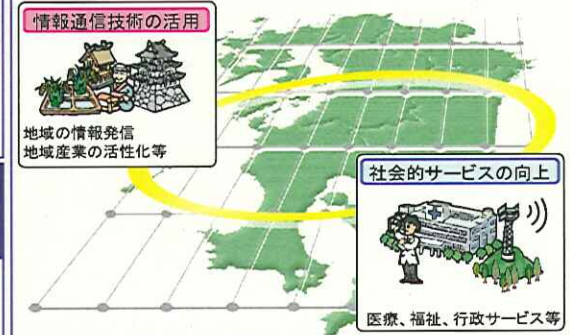 情報通信技術の活用
地域の情報発信
地域産業の活性化等
社会的サービスの向上
医療、福祉、行政サービス等